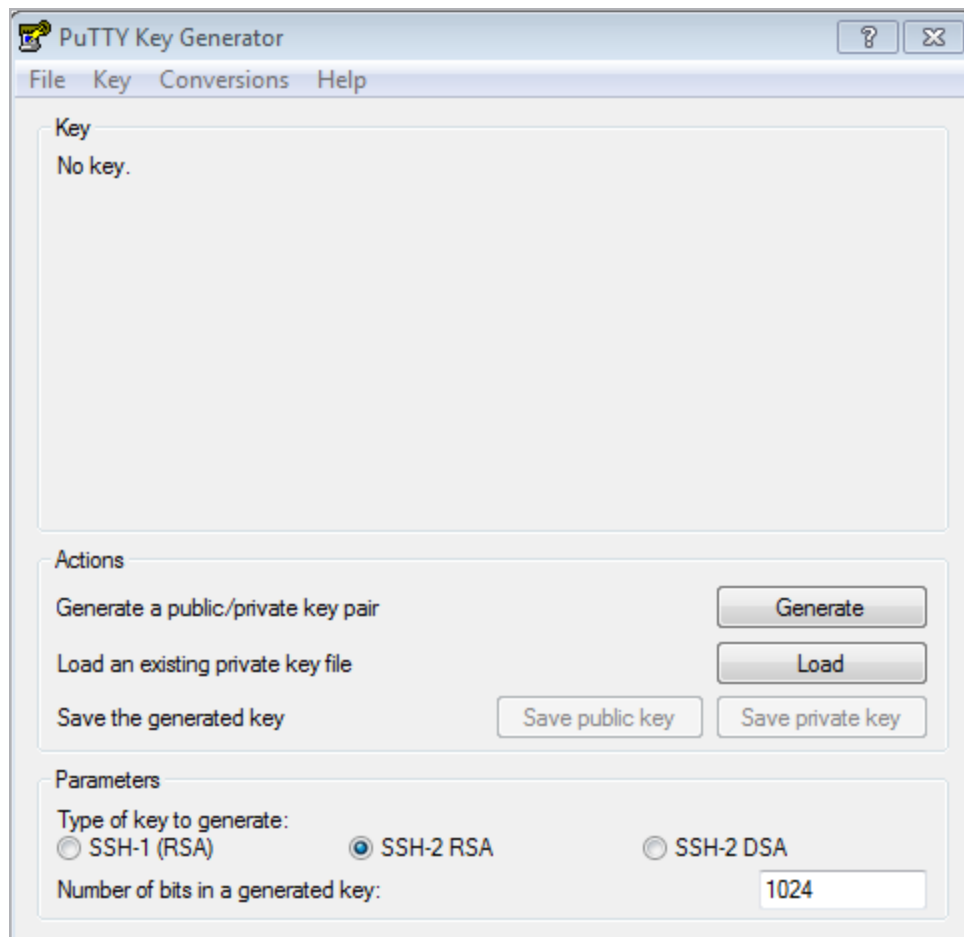 PuTTY Key Generator
File Key Conversions Help
Key
No key.
Actions
Generate a public/private key pair Generate
Load an existing private key file Load
Save the generated key Save public key Save private key
Parameters
Type of key to generate:
SSH-1 (RSA) SSH-2 RSA SSH-2 DSA
Number of bits in a generated key: 1024